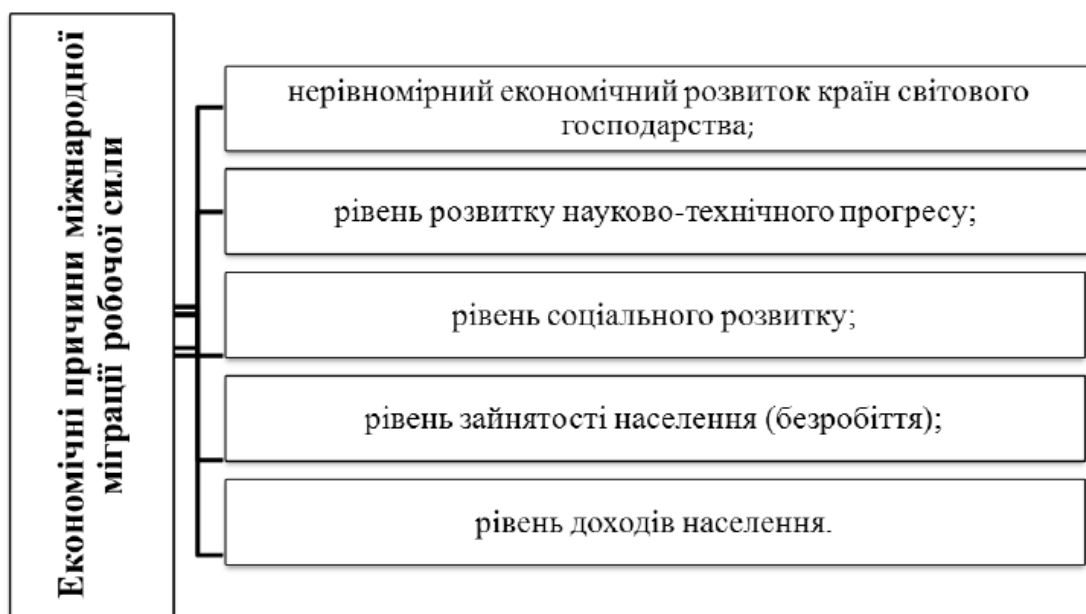 Економічні причини міжнародної
міграції робочої сили
нерівномірний економічний розвиток країн світового
господарства;
рівень розвитку науково-технічного прогресу;
рівень соціального розвитку;
рівень зайнятості населення (безробіття);
рівень доходів населення.